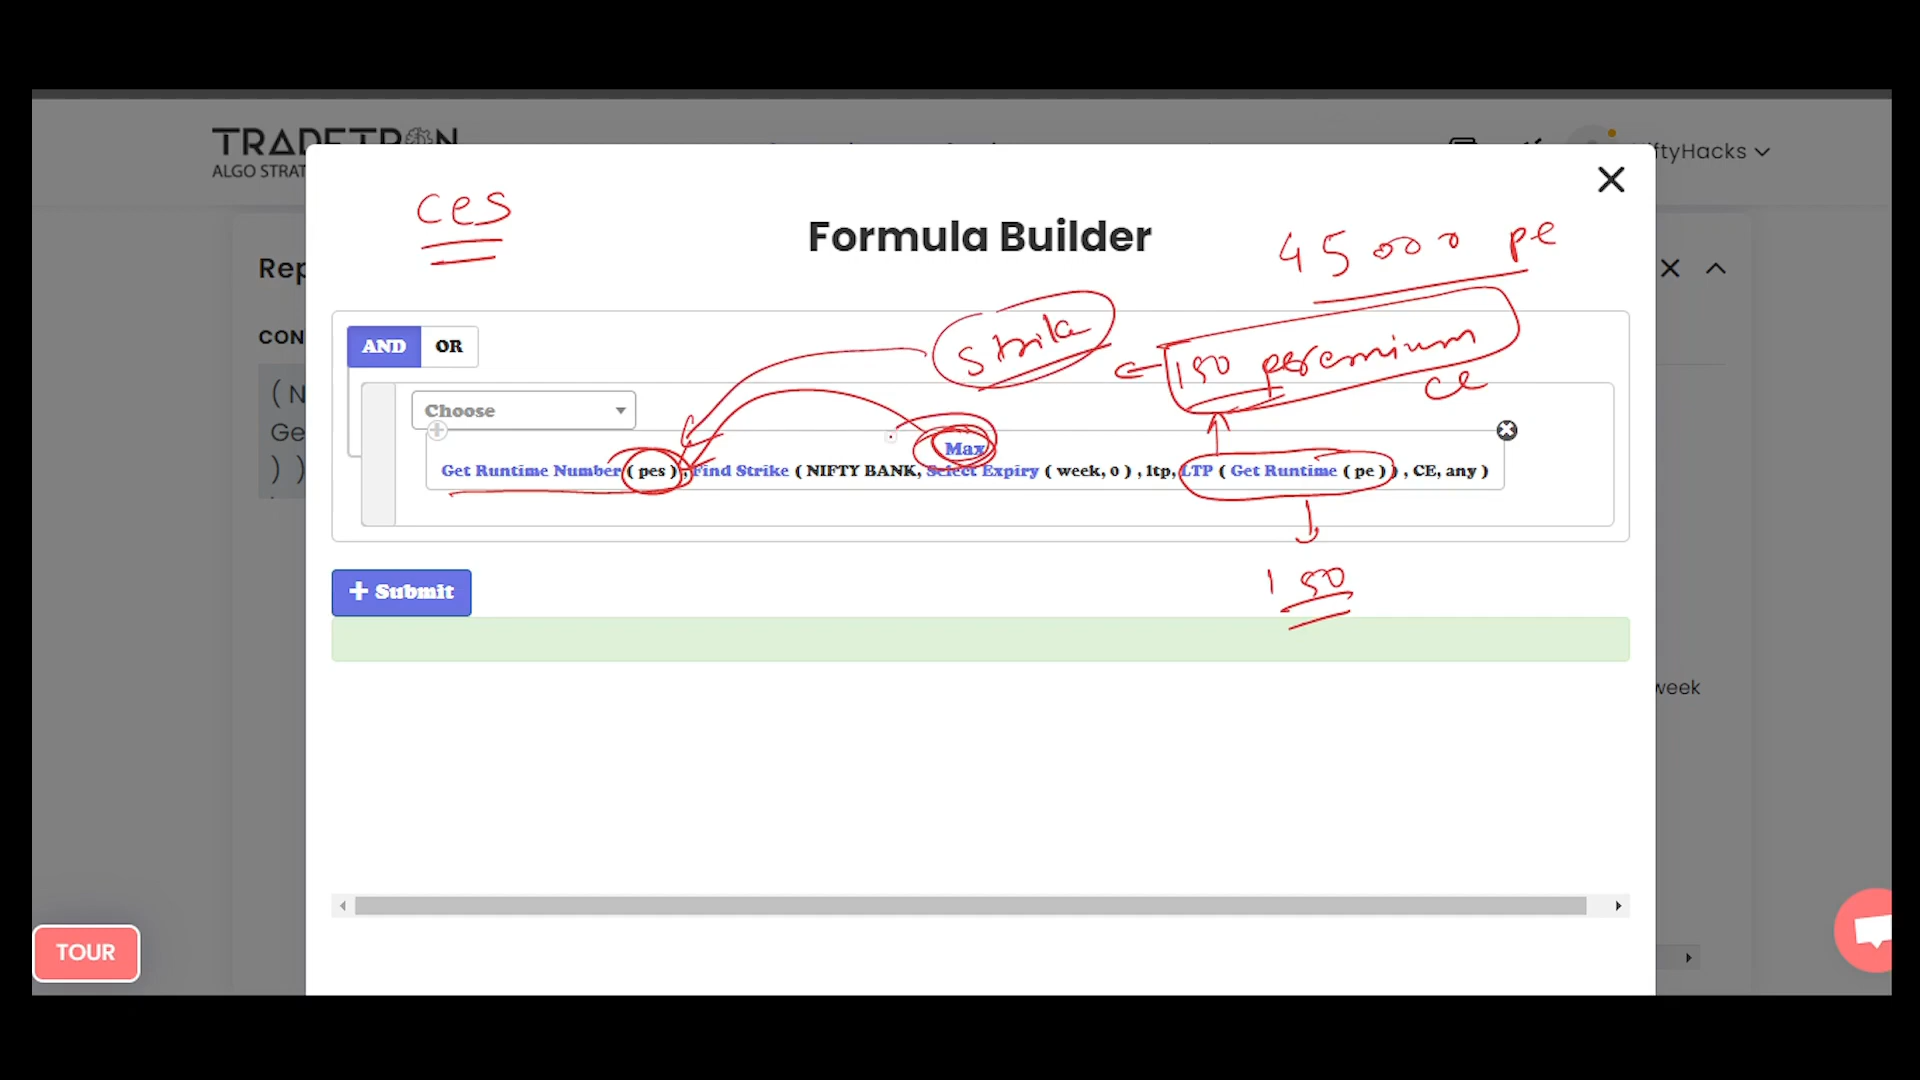 TRADETRON
ALGO STRAT
iftyHacks
ces
Formula Builder
45000 pe
Rep
CON
AND OR
strike
150 peremium
ce
( N
Ge
) )
Choose
Max
Get Runtime Number ( pes ) , Find Strike ( NIFTY BANK, Select Expiry ( week, 0 ) , ltp, LTP ( Get Runtime ( pe ) ) , CE, any )
150
+ Submit
week
TOUR